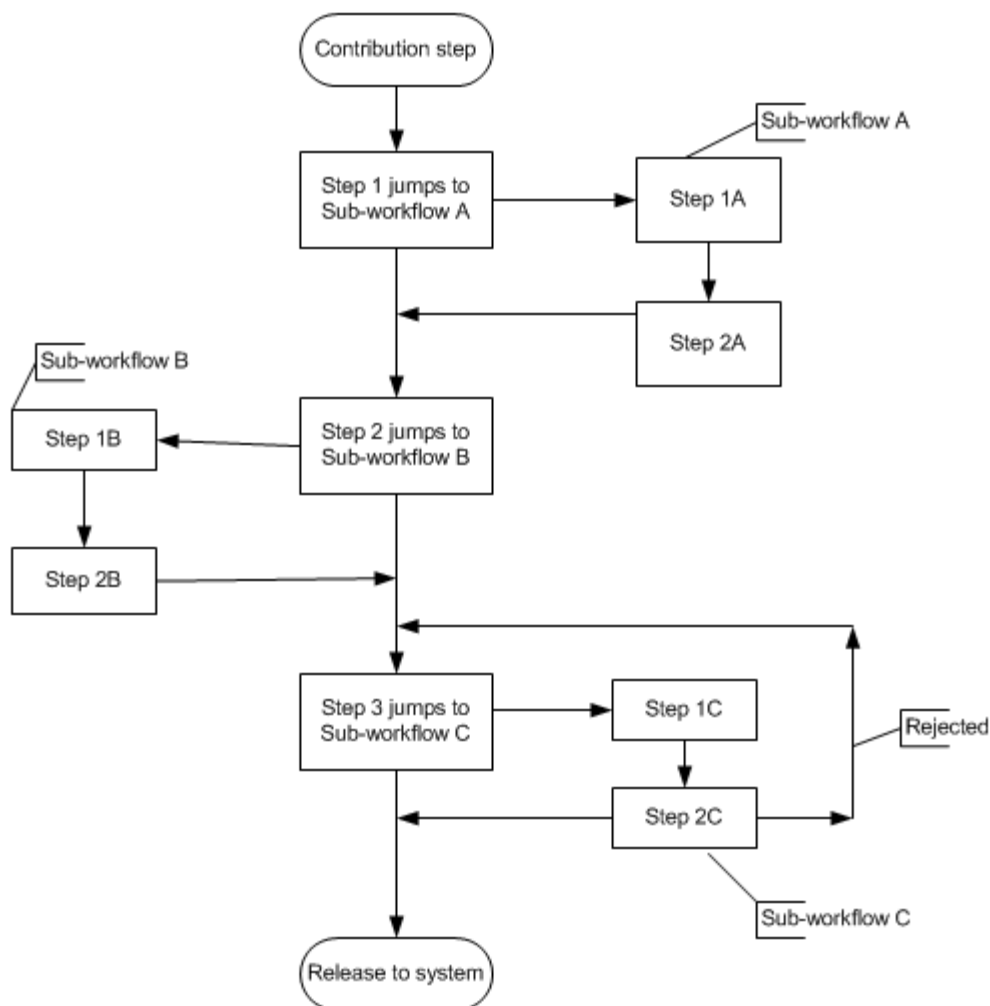 Contribution step
Sub-workflow A
Step 1 jumps to
Sub-workflow A
Step 1A
Step 2A
Sub-workflow B
Step 1B
Step 2 jumps to
Sub-workflow B
Step 2B
Step 3 jumps to
Sub-workflow C
Step 1C
Rejected
Step 2C
Sub-workflow C
Release to system